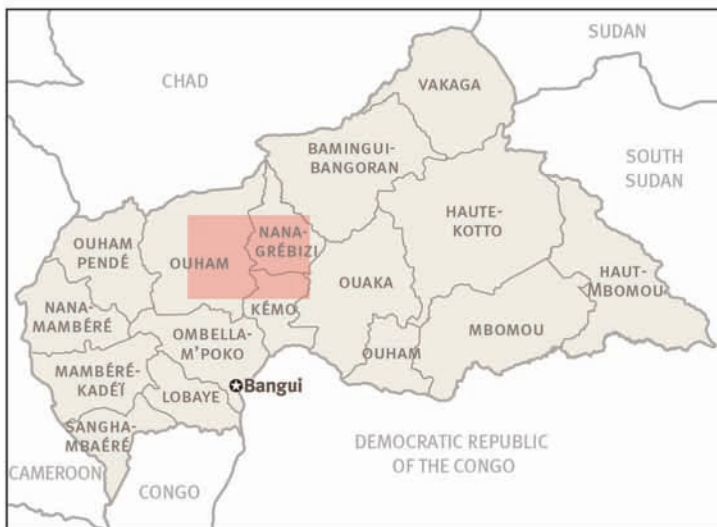 SUDAN
CHAD
VAKAGA
BAMINGUI-
BANGORAN
SOUTH
SUDAN
HAUTE-
KOTTO
NANA-
GRÉBIZI
OUHAM
PENDÉ
OUHAM
OUAKA
HAUT-
MBOMOU
NANA-
MAMBÉRÉ
KÉMO
OMBELLA-
M'POKO
MBOMOU
OUHAM
MAMBÉRÉ-
KADÉÏ
LOBAYE
Bangui
SANGHA-
MBAÉRÉ
DEMOCRATIC REPUBLIC
OF THE CONGO
CAMEROON
CONGO